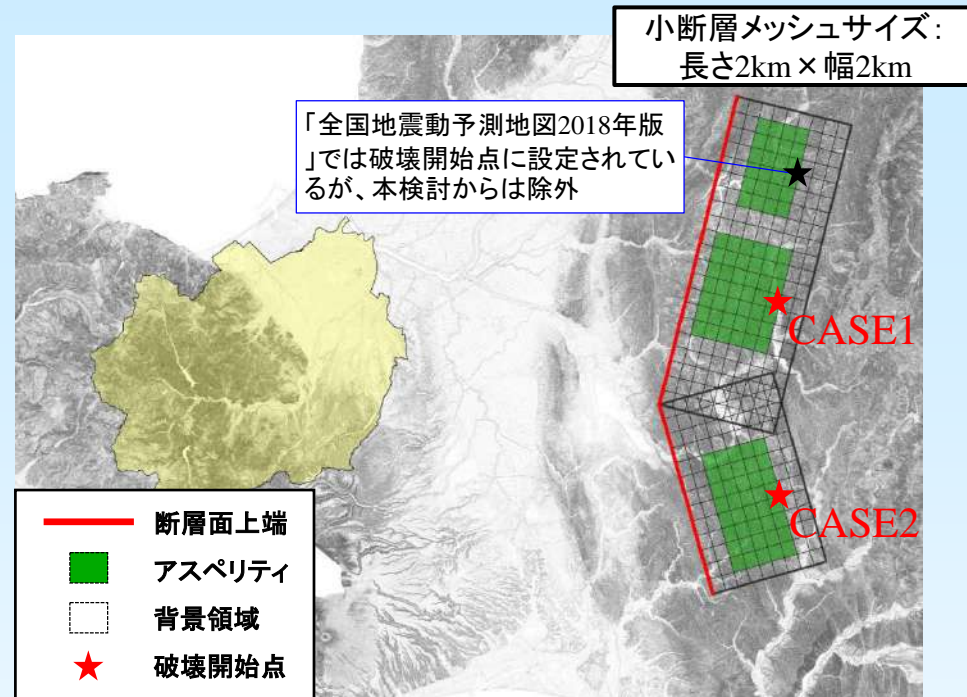 小断層メッシュサイズ:
長さ2km×幅2km
「全国地震動予測地図2018年版
」では破壊開始点に設定されてい
るが、本検討からは除外
CASE1
CASE2
断層面上端
アスペリティ
背景領域
破壊開始点